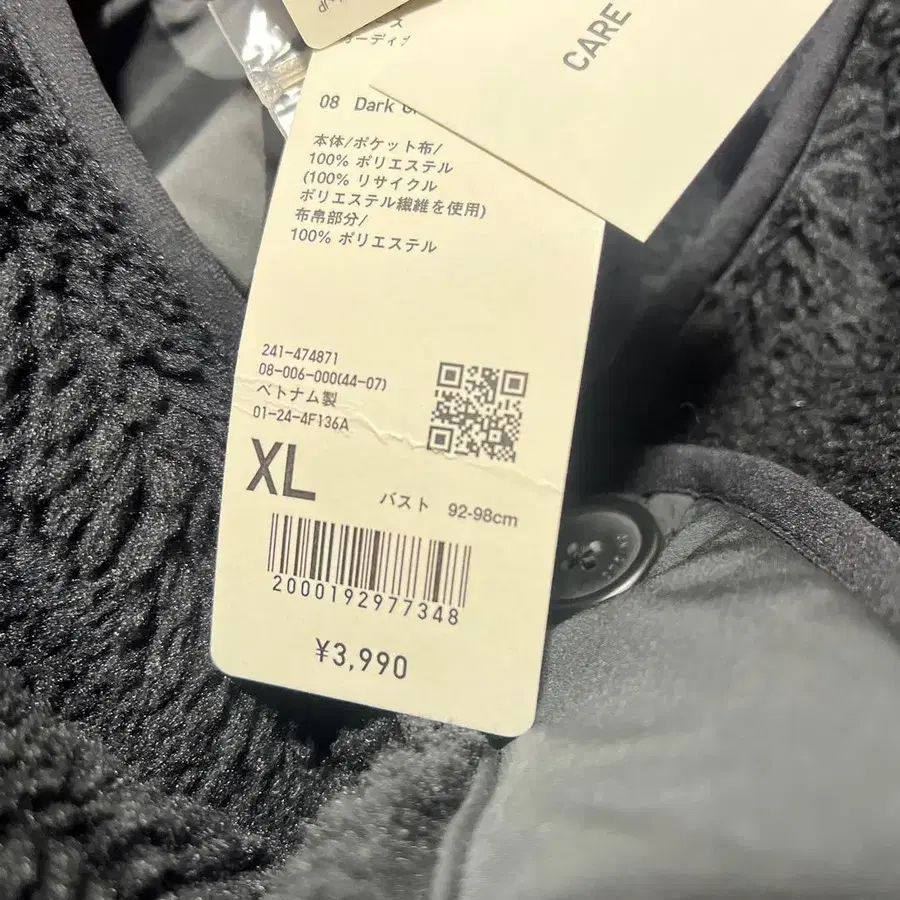 CARE
08 Dark
本体/ポケット布/
100% ポリエステル
(100% リサイクル
ポリエステル繊維を使用)
布帛部分/
100% ポリエステル
241-474871
08-006-000(44-07)
ベトナム製
01-24-4F136A
XL
バスト 92-98cm
2000192977348
¥3,990